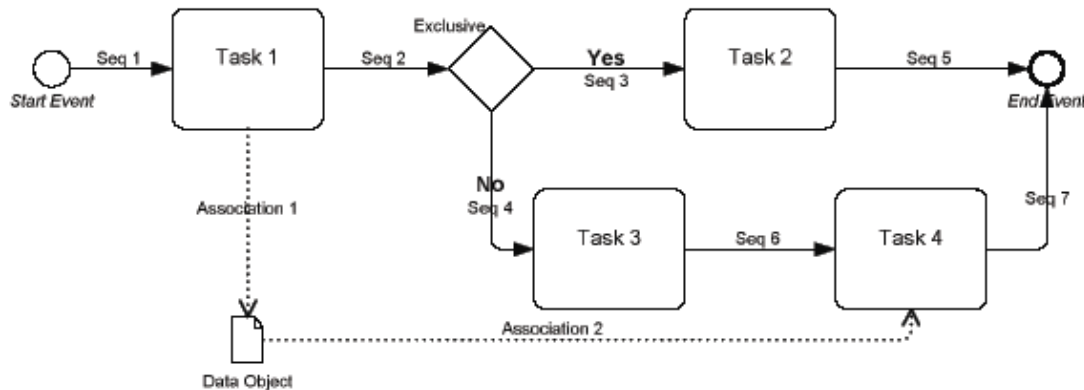 Exclusive
Seq 1
Task 1
Seq 2
Yes
Seq 3
Task 2
Seq 5
Start Event
End Event
No
Seq 4
Association 1
Task 3
Seq 6
Task 4
Seq 7
Association 2
Data Object